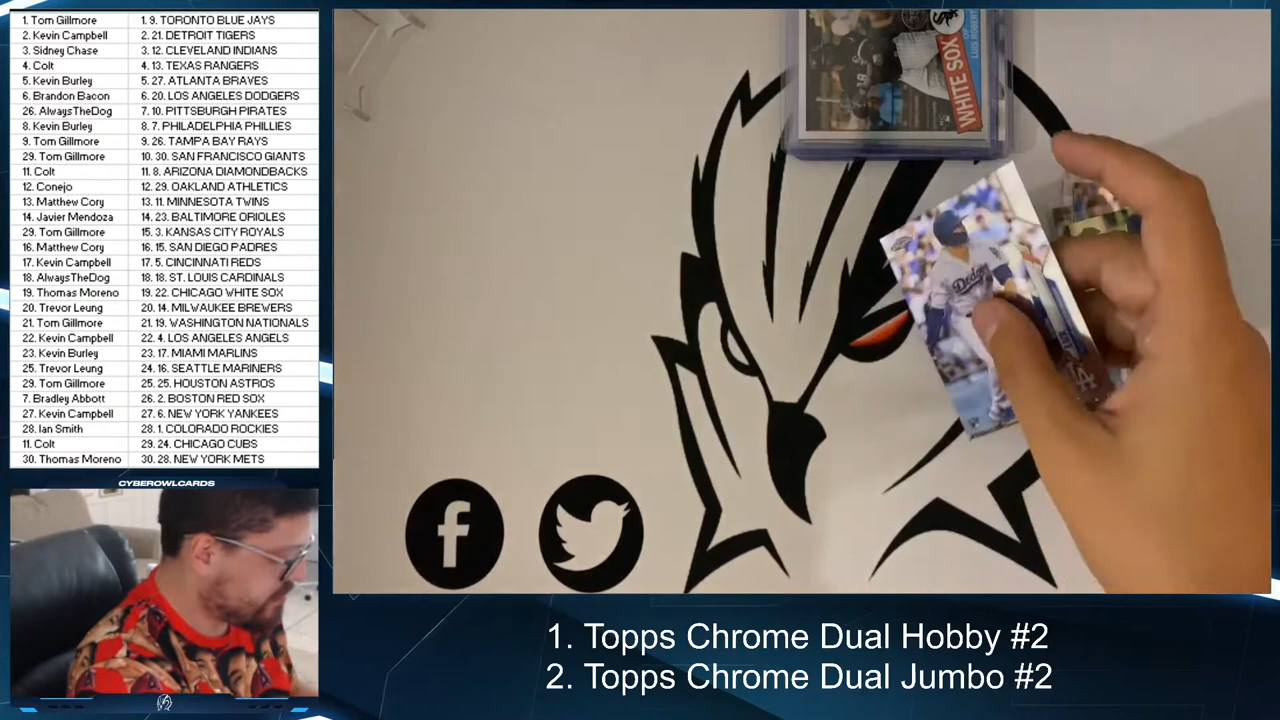 1. Tom Gillmore 1. 9. TORONTO BLUE JAYS
2. Kevin Campbell 2. 21. DETROIT TIGERS
3. Sidney Chase 3. 12. CLEVELAND INDIANS
4. Colt 4. 13. TEXAS RANGERS
5. Kevin Burley 5. 27. ATLANTA BRAVES
6. Brandon Bacon 6. 20. LOS ANGELES DODGERS
26. AlwaysTheDog 7. 10. PITTSBURGH PIRATES
8. Kevin Burley 8. 7. PHILADELPHIA PHILLIES
9. Tom Gillmore 9. 26. TAMPA BAY RAYS
29. Tom Gillmore 10. 30. SAN FRANCISCO GIANTS
11. Colt 11. 8. ARIZONA DIAMONDBACKS
12. Conejo 12. 29. OAKLAND ATHLETICS
13. Matthew Cory 13. 11. MINNESOTA TWINS
14. Javier Mendoza 14. 23. BALTIMORE ORIOLES
29. Tom Gillmore 15. 3. KANSAS CITY ROYALS
16. Matthew Cory 16. 15. SAN DIEGO PADRES
17. Kevin Campbell 17. 5. CINCINNATI REDS
18. AlwaysTheDog 18. 18. ST. LOUIS CARDINALS
19. Thomas Moreno 19. 22. CHICAGO WHITE SOX
20. Trevor Leung 20. 14. MILWAUKEE BREWERS
21. Tom Gillmore 21. 19. WASHINGTON NATIONALS
22. Kevin Campbell 22. 4. LOS ANGELES ANGELS
23. Kevin Burley 23. 17. MIAMI MARLINS
25. Trevor Leung 24. 16. SEATTLE MARINERS
29. Tom Gillmore 25. 25. HOUSTON ASTROS
7. Bradley Abbott 26. 2. BOSTON RED SOX
27. Kevin Campbell 27. 6. NEW YORK YANKEES
28. Ian Smith 28. 1. COLORADO ROCKIES
11. Colt 29. 24. CHICAGO CUBS
30. Thomas Moreno 30. 28. NEW YORK METS
CYBEROWLCARDS
WHITE SOX
LUIS ROBERT
Dodgers
LA
f
1. Topps Chrome Dual Hobby #2
2. Topps Chrome Dual Jumbo #2